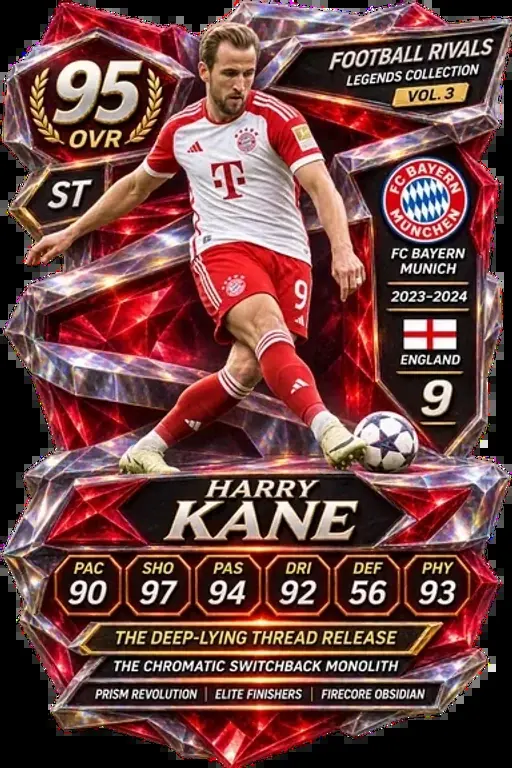 95
OVR
ST
FOOTBALL RIVALS
LEGENDS COLLECTION
VOL. 3
T
9
FC BAYERN
MÜNCHEN
FC BAYERN
MUNICH
2023–2024
ENGLAND
9
HARRY
KANE
PAC SHO PAS DRI DEF PHY
90 97 94 92 56 93
THE DEEP-LYING THREAD RELEASE
THE CHROMATIC SWITCHBACK MONOLITH
PRISM REVOLUTION | ELITE FINISHERS | FIRECORE OBSIDIAN